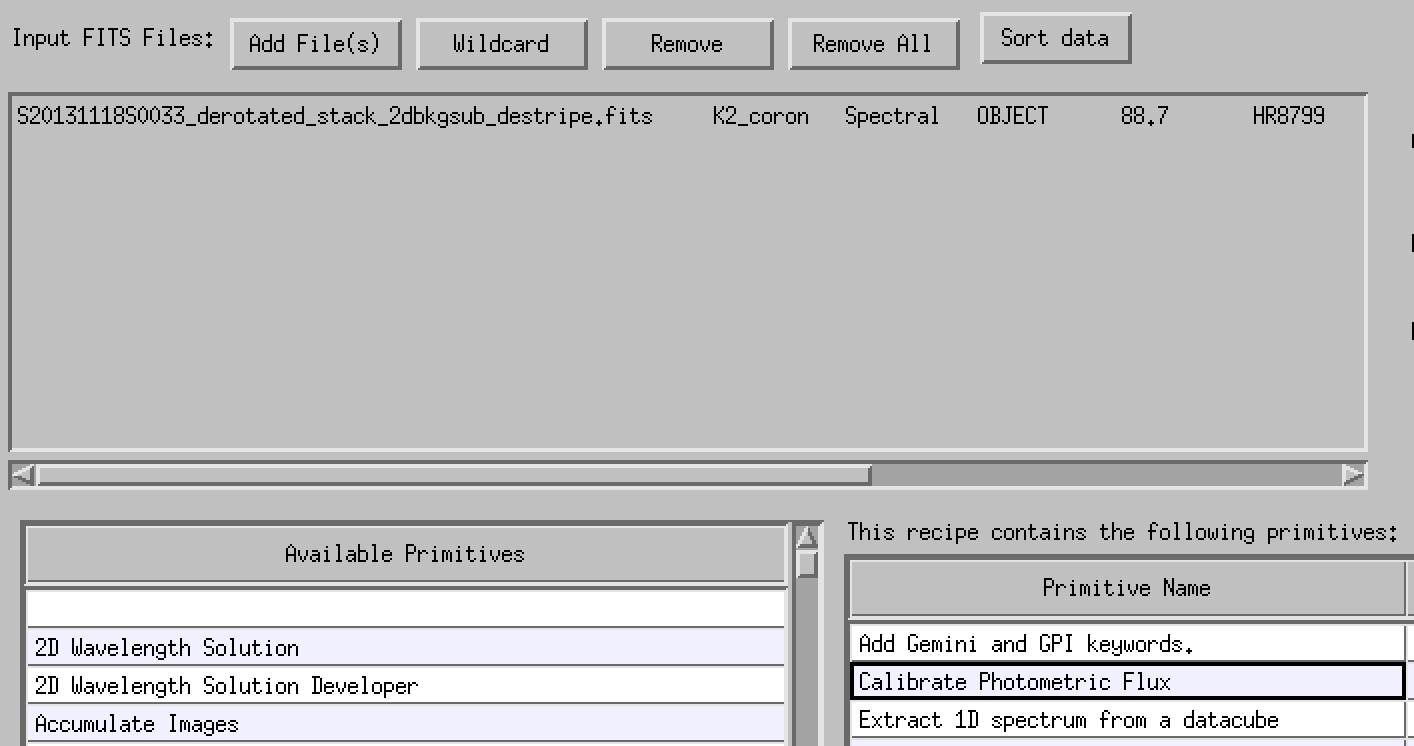 Input FITS Files: Add File(s) Wildcard Remove Remove All Sort data
S20131118S0033_derotated_stack_2dbkgsub_destripe.fits K2_coron Spectral OBJECT 88.7 HR8799
Available Primitives
2D Wavelength Solution
2D Wavelength Solution Developer
Accumulate Images
This recipe contains the following primitives:
Primitive Name
Add Gemini and GPI keywords.
Calibrate Photometric Flux
Extract 1D spectrum from a datacube